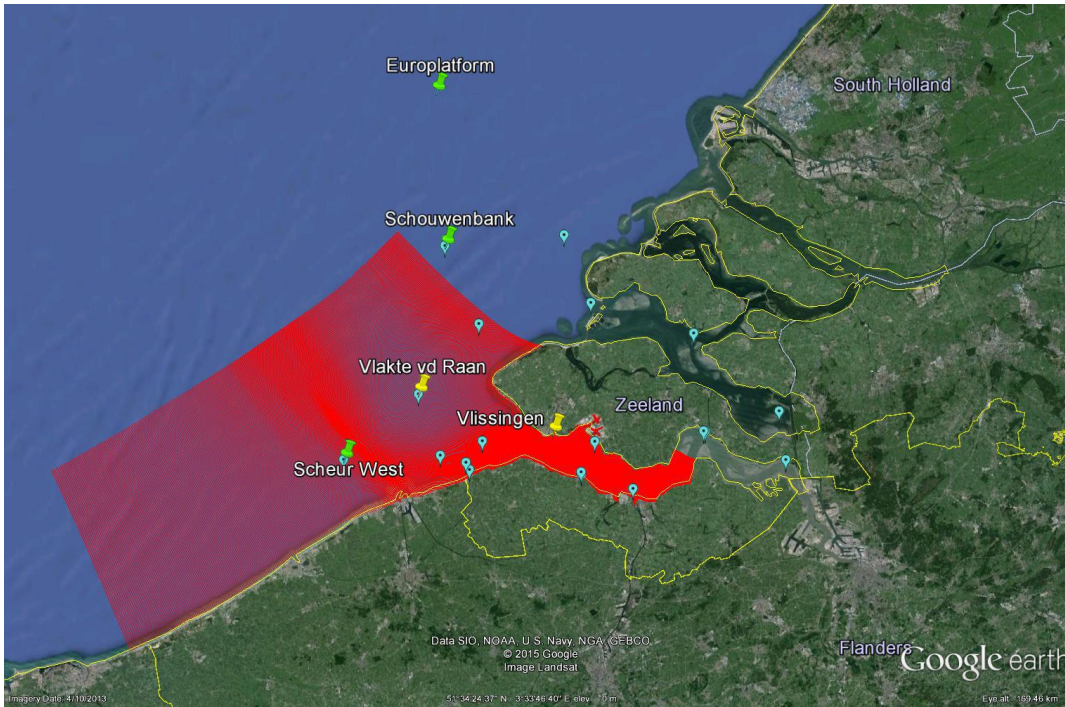 Europlatform
South Holland
Schouwenbank
Vlakte vd Raan
Zeeland
Vlissingen
Scheur West
Data SIO, NOAA, U.S. Navy, NGA, GEBCO
© 2015 Google
Image Landsat
Flanders
Google earth
Imagery Date: 4/10/2013
51°34'24.37" N 3°33'46.40" E elev 0 m
Eye alt 169.46 km